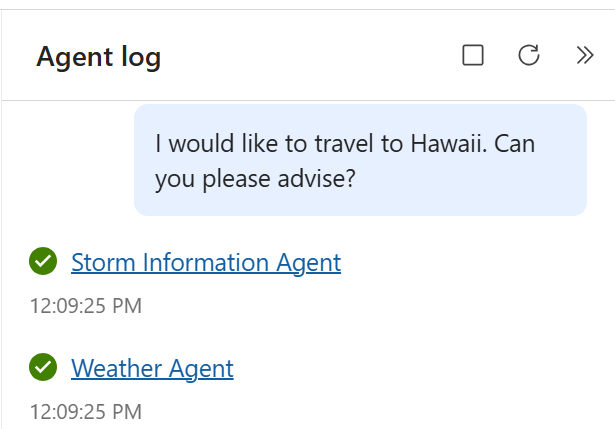 Agent log
I would like to travel to Hawaii. Can
you please advise?
Storm Information Agent
12:09:25 PM
Weather Agent
12:09:25 PM